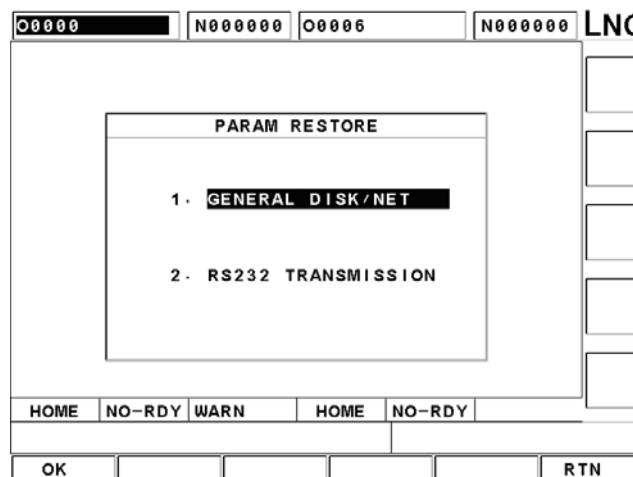 O0000 N000000 O0006 N000000 LNC
PARAM RESTORE
1. GENERAL DISK/NET
2. RS232 TRANSMISSION
HOME NO-RDY WARN HOME NO-RDY
OK RTN